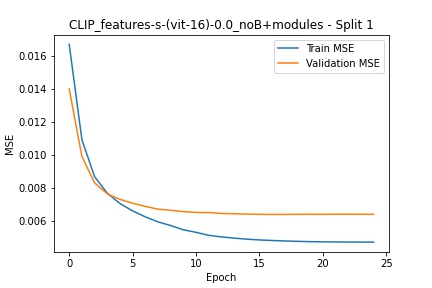 CLIP_features-s-(vit-16)-0.0_noB+modules - Split 1
Train MSE
Validation MSE
MSE
0.016
0.014
0.012
0.010
0.008
0.006
0 5 10 15 20 25
Epoch